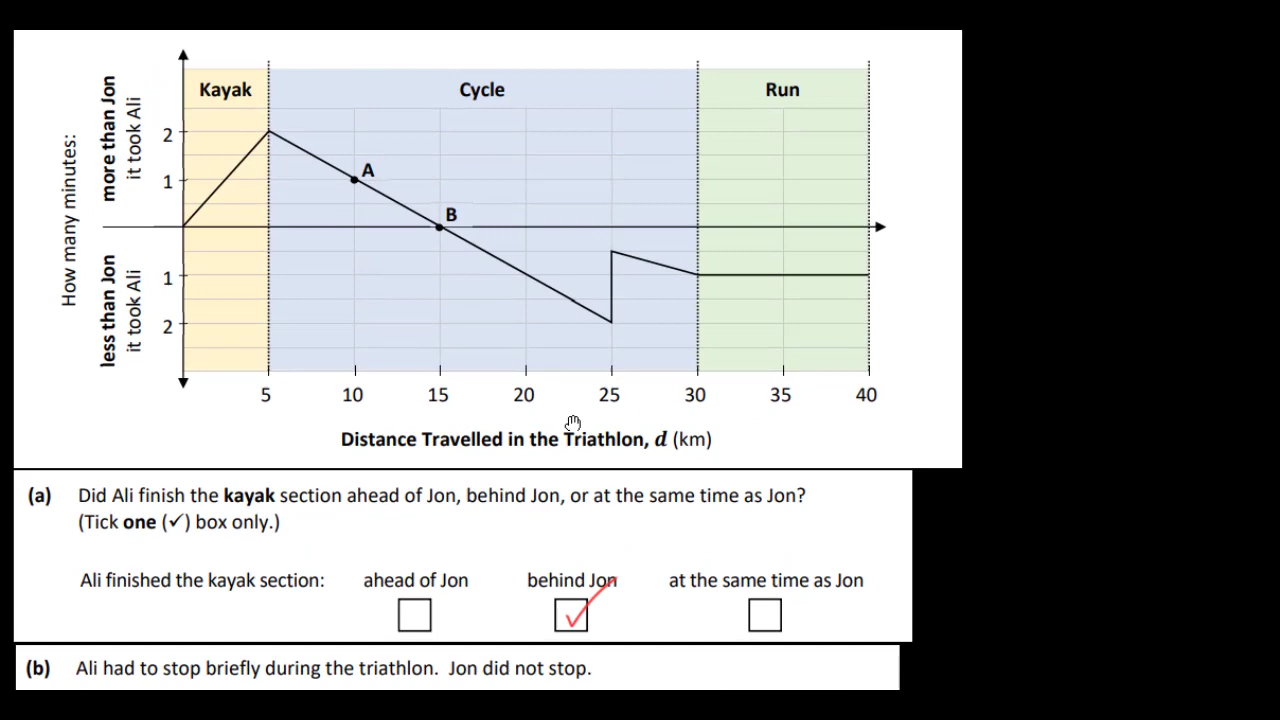 Kayak
Cycle
Run
How many minutes:
more than Jon
it took Ali
less than Jon
it took Ali
2
1
1
2
A
B
5 10 15 20 25 30 35 40
Distance Travelled in the Triathlon, d (km)
(a) Did Ali finish the kayak section ahead of Jon, behind Jon, or at the same time as Jon?
(Tick one (✓) box only.)
Ali finished the kayak section: ahead of Jon behind Jon at the same time as Jon
(b) Ali had to stop briefly during the triathlon. Jon did not stop.